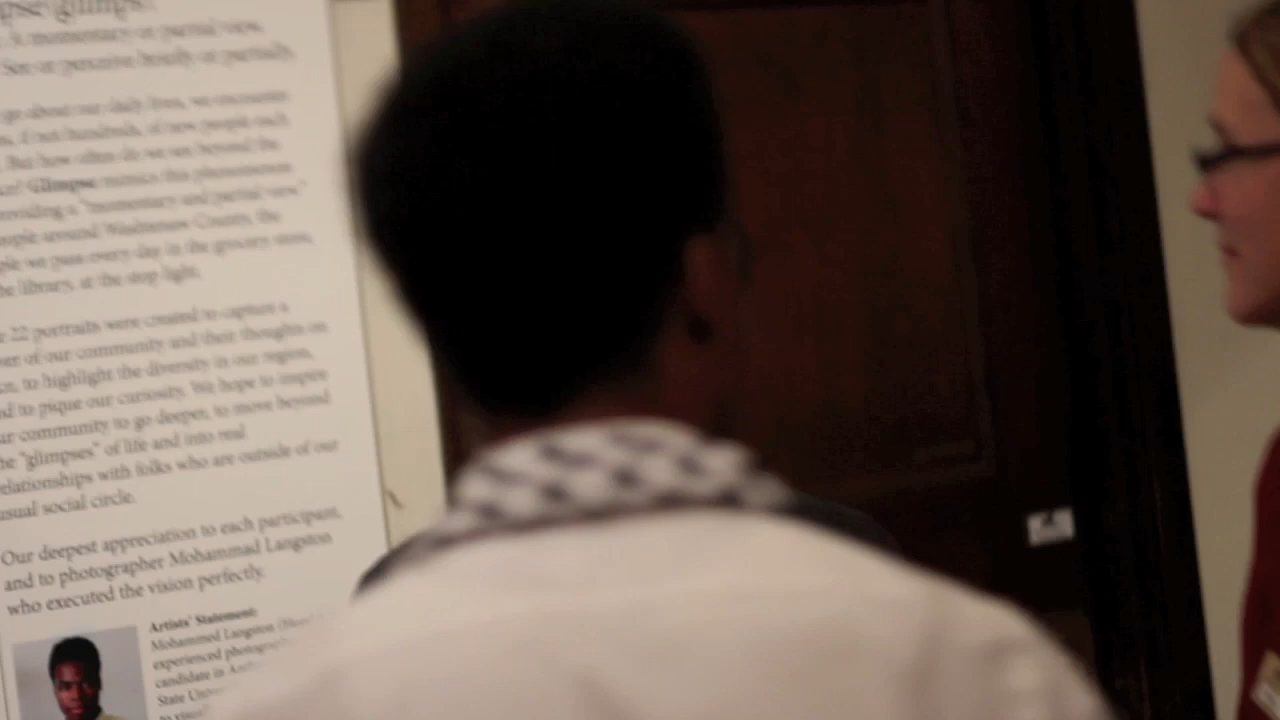 A momentary or partial view.
See or perceive briefly or partially.
go about our daily lives, we encounter
if not hundreds, of new people each
But how often do we see beyond the
Glimpse mimics this phenomenon
providing a "momentary and partial view"
people around Washtenaw County, the
we pass every day in the grocery store,
the library, at the stop light.
22 portraits were created to capture a
of our community and their thoughts on
to highlight the diversity in our region,
to pique our curiosity. We hope to inspire
our community to go deeper, to move beyond
the "glimpses" of life and into real
relationships with folks who are outside of our
usual social circle.
Our deepest appreciation to each participant,
and to photographer Mohammad Langston
who executed the vision perfectly.
Artists' Statement:
Mohammed Langston
experienced
candidate in
State